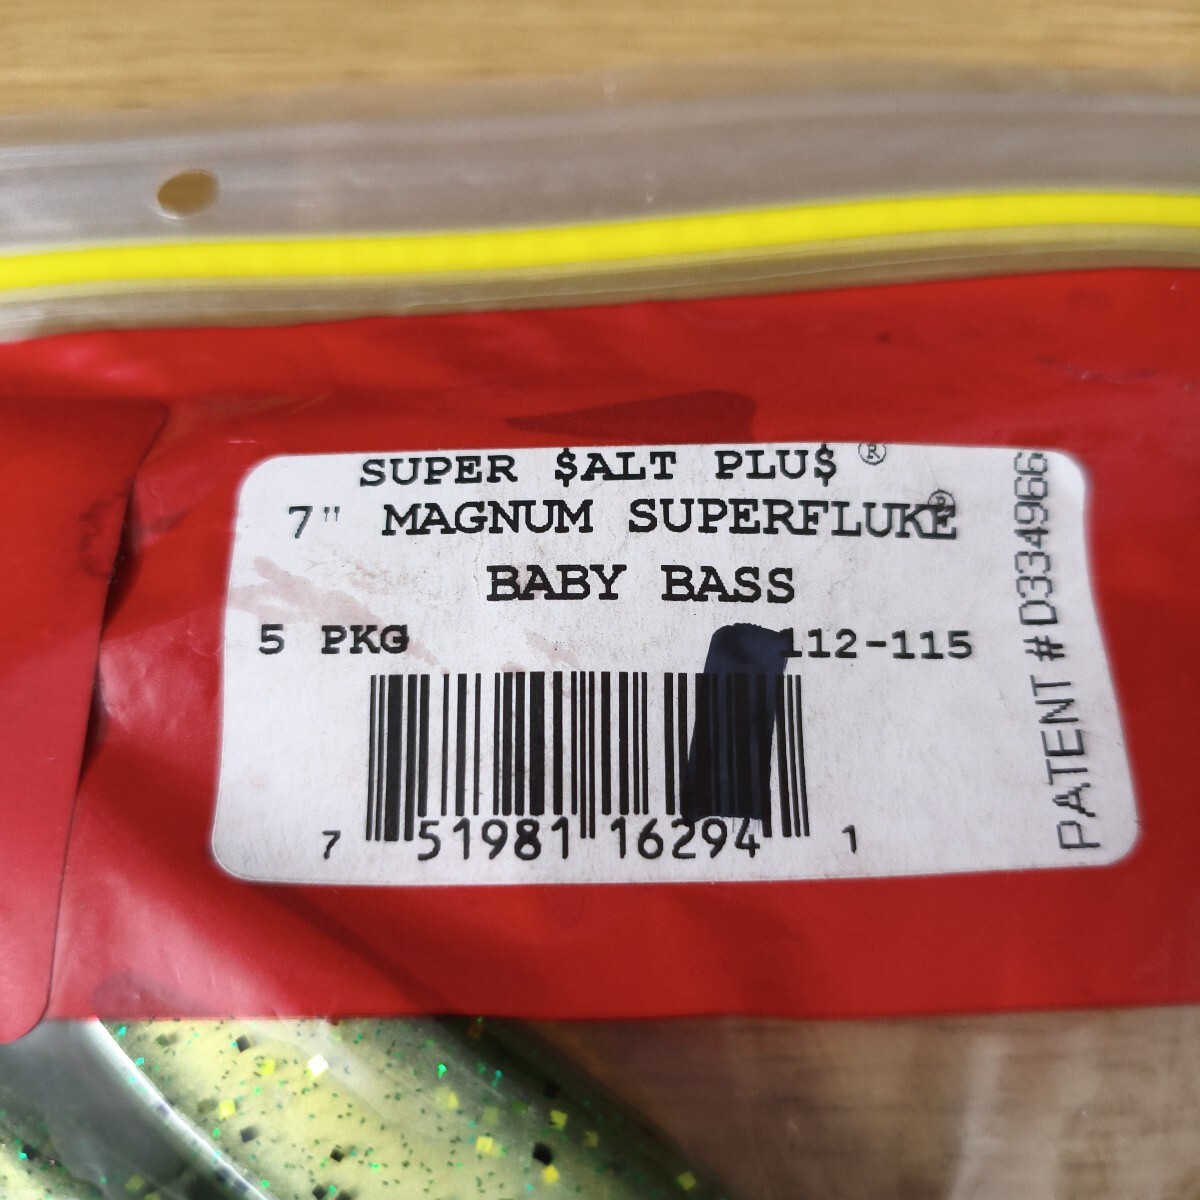 SUPER $ALT PLU$ ®
7" MAGNUM SUPERFLUKE ®
BABY BASS
5 PKG 112-115
7 51981 16294 1
PATENT # D334966